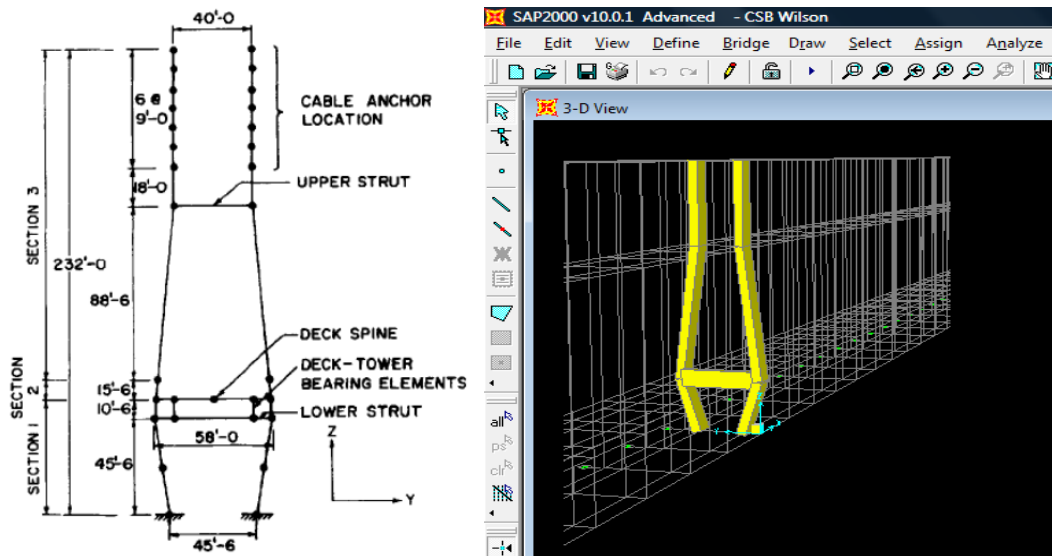 40'-0
6 @
9'-0
CABLE ANCHOR
LOCATION
18'-0
UPPER STRUT
SECTION 3
232'-0
88'-6
DECK SPINE
DECK-TOWER
BEARING ELEMENTS
LOWER STRUT
SECTION
2
15'-6
10'-6
58'-0
SECTION 1
45'-6
Z
Y
45'-6
SAP2000 v10.0.1 Advanced - CSB Wilson
File Edit View Define Bridge Draw Select Assign Analyze
3-D View
all
ps
clr